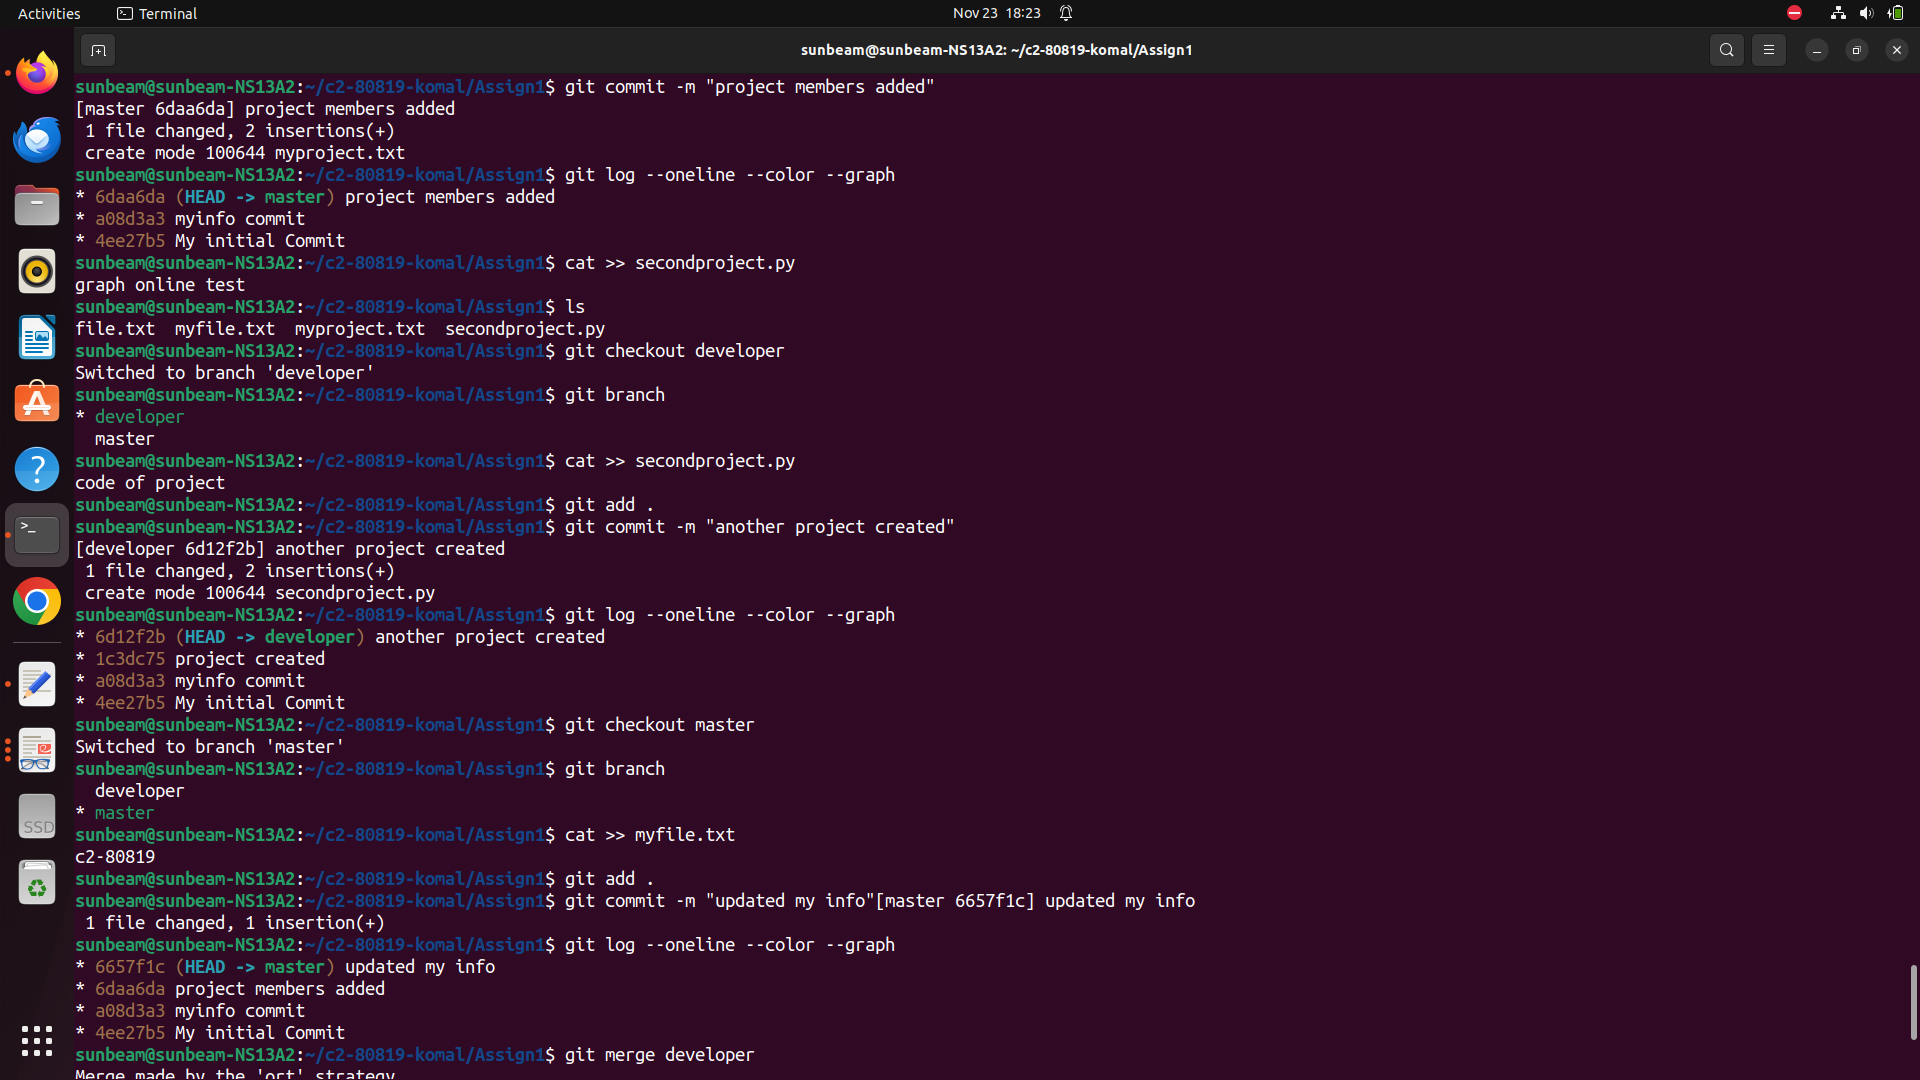 Activities
Terminal
Nov 23 18:23
sunbeam@sunbeam-NS13A2: ~/c2-80819-komal/Assign1
sunbeam@sunbeam-NS13A2:~/c2-80819-komal/Assign1$ git commit -m "project members added"
[master 6daa6da] project members added
 1 file changed, 2 insertions(+)
 create mode 100644 myproject.txt
sunbeam@sunbeam-NS13A2:~/c2-80819-komal/Assign1$ git log --oneline --color --graph
* 6daa6da (HEAD -> master) project members added
* a08d3a3 myinfo commit
* 4ee27b5 My initial Commit
sunbeam@sunbeam-NS13A2:~/c2-80819-komal/Assign1$ cat >> secondproject.py
graph online test
sunbeam@sunbeam-NS13A2:~/c2-80819-komal/Assign1$ ls
file.txt  myfile.txt  myproject.txt  secondproject.py
sunbeam@sunbeam-NS13A2:~/c2-80819-komal/Assign1$ git checkout developer
Switched to branch 'developer'
sunbeam@sunbeam-NS13A2:~/c2-80819-komal/Assign1$ git branch
* developer
  master
sunbeam@sunbeam-NS13A2:~/c2-80819-komal/Assign1$ cat >> secondproject.py
code of project
sunbeam@sunbeam-NS13A2:~/c2-80819-komal/Assign1$ git add .
sunbeam@sunbeam-NS13A2:~/c2-80819-komal/Assign1$ git commit -m "another project created"
[developer 6d12f2b] another project created
 1 file changed, 2 insertions(+)
 create mode 100644 secondproject.py
sunbeam@sunbeam-NS13A2:~/c2-80819-komal/Assign1$ git log --oneline --color --graph
* 6d12f2b (HEAD -> developer) another project created
* 1c3dc75 project created
* a08d3a3 myinfo commit
* 4ee27b5 My initial Commit
sunbeam@sunbeam-NS13A2:~/c2-80819-komal/Assign1$ git checkout master
Switched to branch 'master'
sunbeam@sunbeam-NS13A2:~/c2-80819-komal/Assign1$ git branch
  developer
* master
sunbeam@sunbeam-NS13A2:~/c2-80819-komal/Assign1$ cat >> myfile.txt
c2-80819
sunbeam@sunbeam-NS13A2:~/c2-80819-komal/Assign1$ git add .
sunbeam@sunbeam-NS13A2:~/c2-80819-komal/Assign1$ git commit -m "updated my info"[master 6657f1c] updated my info
 1 file changed, 1 insertion(+)
sunbeam@sunbeam-NS13A2:~/c2-80819-komal/Assign1$ git log --oneline --color --graph
* 6657f1c (HEAD -> master) updated my info
* 6daa6da project members added
* a08d3a3 myinfo commit
* 4ee27b5 My initial Commit
sunbeam@sunbeam-NS13A2:~/c2-80819-komal/Assign1$ git merge developer
Merge made by the 'ort' strategy.
SSD